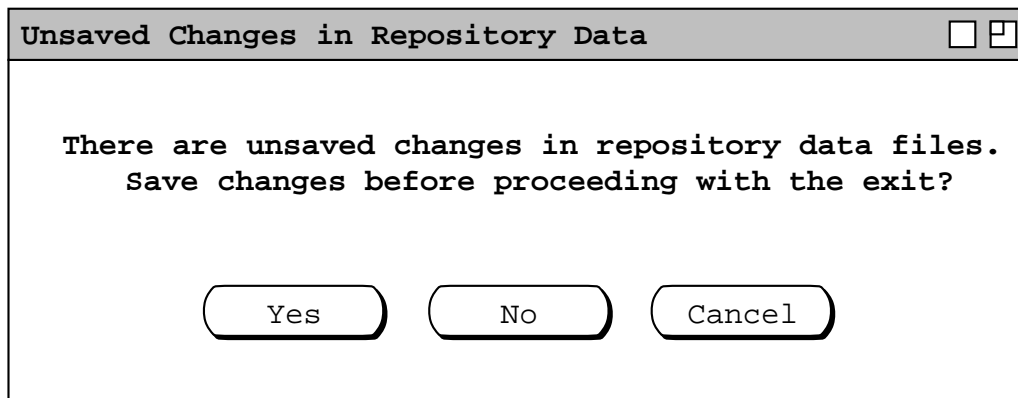 Unsaved Changes in Repository Data
There are unsaved changes in repository data files.
Save changes before proceeding with the exit?
Yes No Cancel